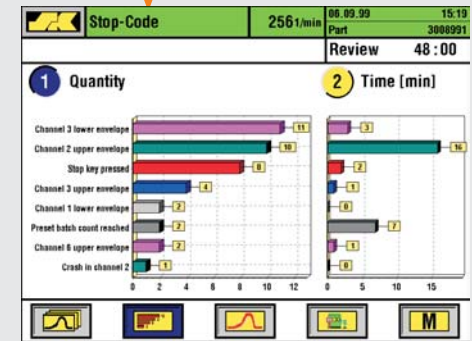 Stop-Code
256 1/min
06.09.99 15:19
Part 3008991
Review 48:00
1 Quantity
2 Time [min]
Channel 3 lower envelope 11 3
Channel 2 upper envelope 10 16
Stop key pressed 8 2
Channel 3 upper envelope 4 1
Channel 1 lower envelope 2 0
Preset batch count reached 2 7
Channel 6 upper envelope 2 1
Crash in channel 2 1 0
0 2 4 6 8 10 12
0 5 10 15
M